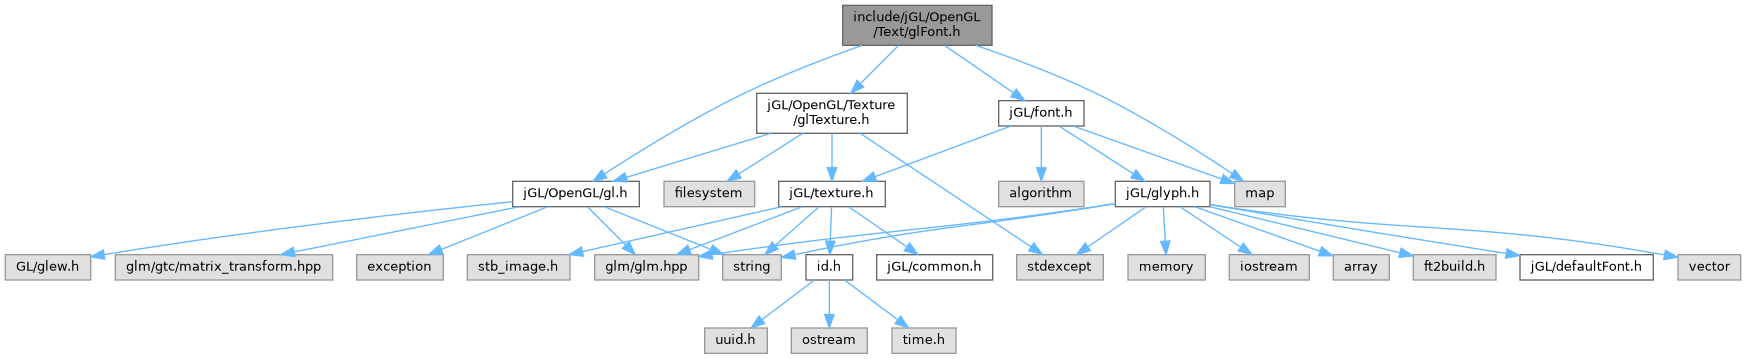 include/jGL/OpenGL
/Text/glFont.h
jGL/OpenGL/Texture
/glTexture.h
jGL/font.h
jGL/OpenGL/gl.h
filesystem
jGL/texture.h
algorithm
jGL/glyph.h
map
GL/glew.h
glm/gtc/matrix_transform.hpp
exception
stb_image.h
glm/glm.hpp
string
id.h
jGL/common.h
stdexcept
memory
iostream
array
ft2build.h
jGL/defaultFont.h
vector
uuid.h
ostream
time.h